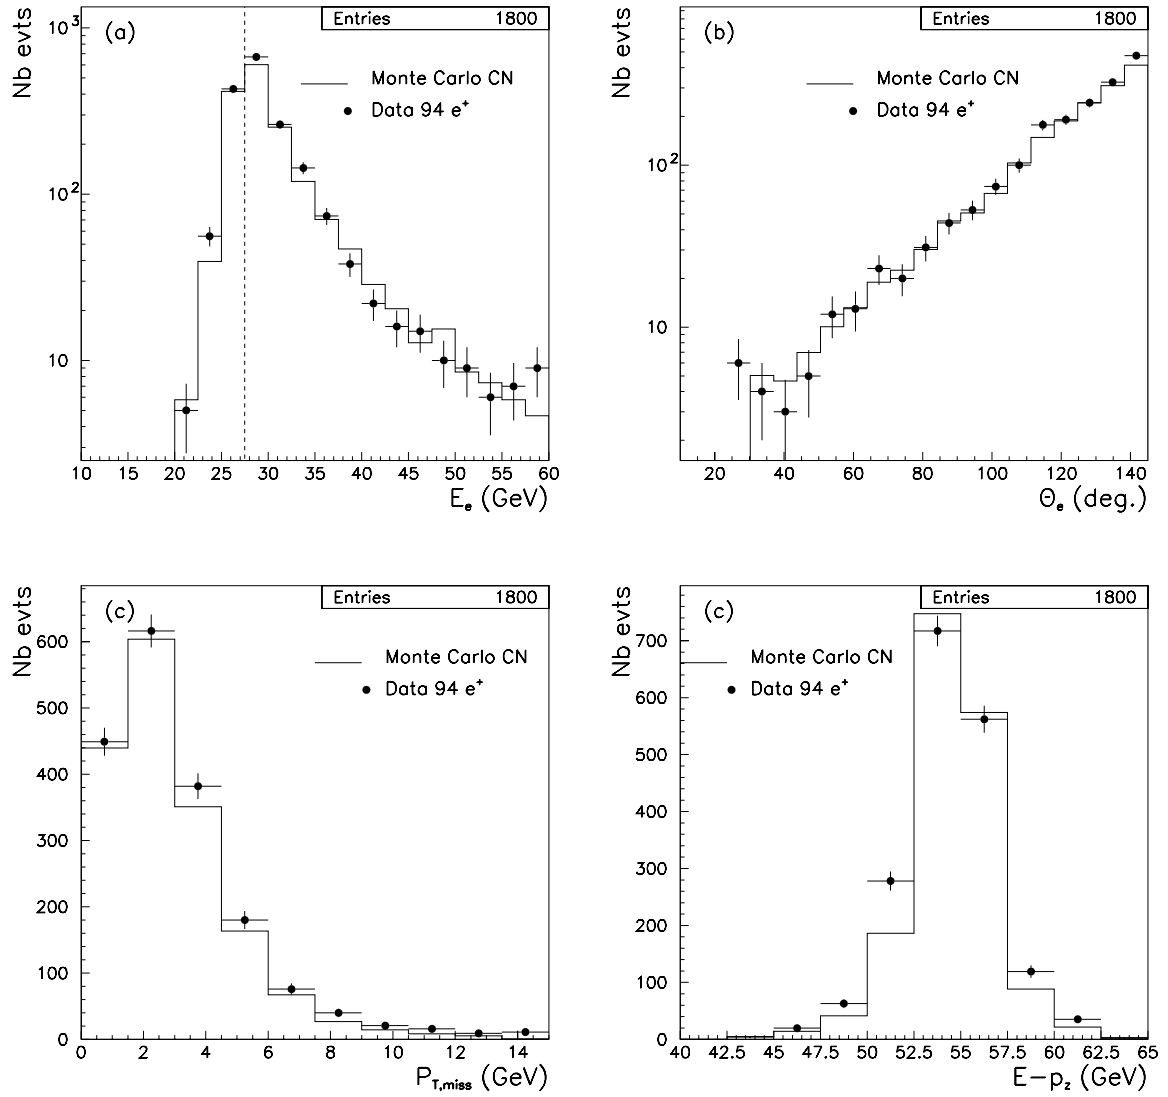 Nb evts
(a)
Entries 1800
Monte Carlo CN
Data 94 e⁺
10³
10²
10
10 15 20 25 30 35 40 45 50 55 60
Eₑ (GeV)
Nb evts
(b)
Entries 1800
Monte Carlo CN
Data 94 e⁺
10²
10
20 40 60 80 100 120 140
Θₑ (deg.)
Nb evts
(c)
Entries 1800
Monte Carlo CN
Data 94 e⁺
600
500
400
300
200
100
0
0 2 4 6 8 10 12 14
P_T,miss (GeV)
Nb evts
(c)
Entries 1800
Monte Carlo CN
Data 94 e⁺
700
600
500
400
300
200
100
0
40 42.5 45 47.5 50 52.5 55 57.5 60 62.5 65
E−p_z (GeV)